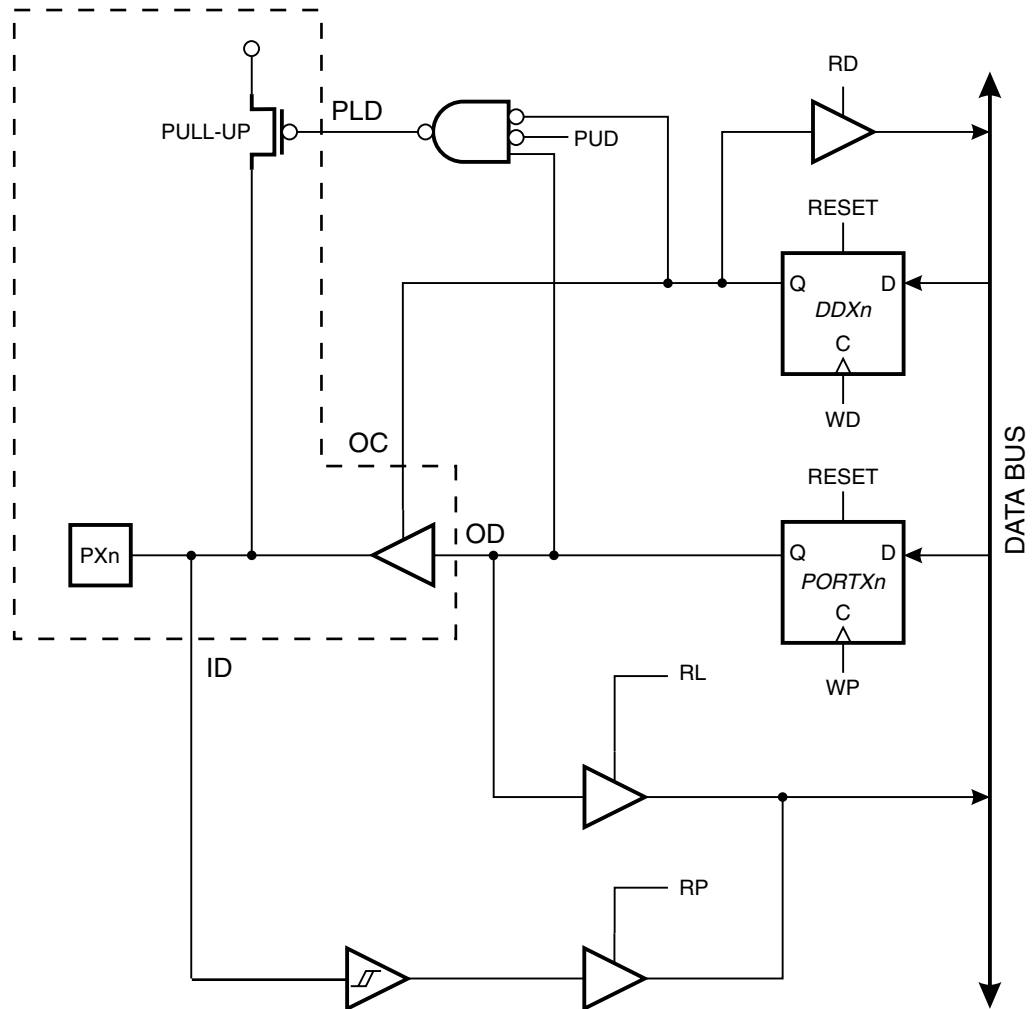 RD
PLD
PULL-UP
PUD
RESET
Q D
DDXn
C
WD
OC
RESET
DATA BUS
OD
PXn
Q D
PORTXn
C
ID
RL
WP
RP